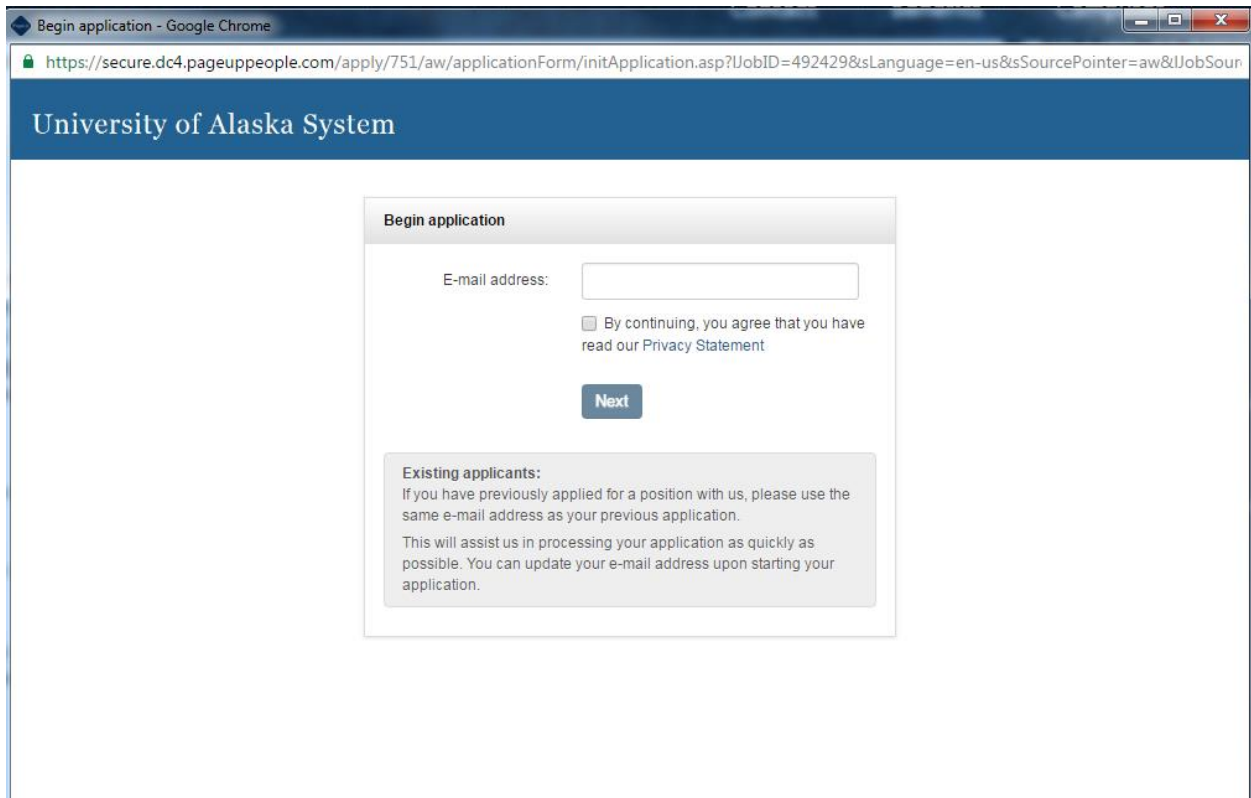 Begin application - Google Chrome
https://secure.dc4.pageuppeople.com/apply/751/aw/applicationForm/initApplication.asp?lJobID=492429&sLanguage=en-us&sSourcePointer=aw&lJobSour
University of Alaska System
Begin application
E-mail address:
By continuing, you agree that you have
read our Privacy Statement
Next
Existing applicants:
If you have previously applied for a position with us, please use the
same e-mail address as your previous application.
This will assist us in processing your application as quickly as
possible. You can update your e-mail address upon starting your
application.